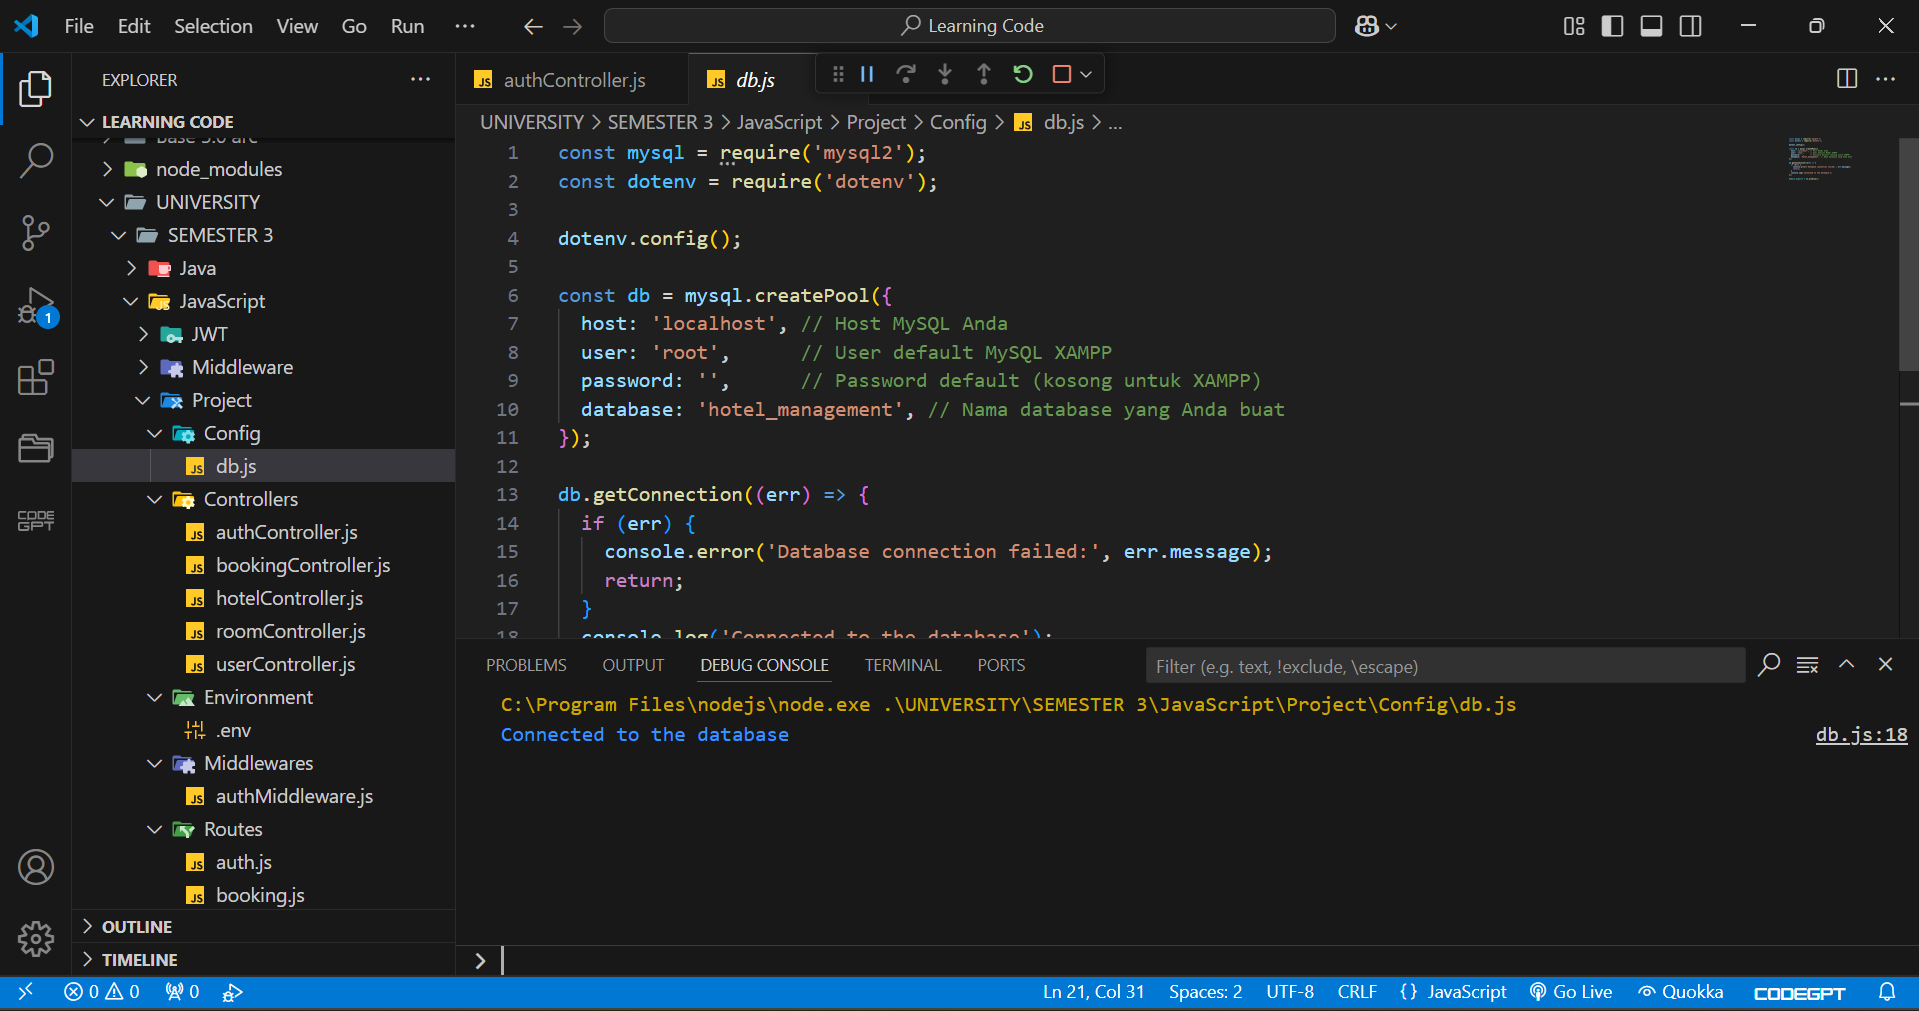 File Edit Selection View Go Run ··· Learning Code
EXPLORER
LEARNING CODE
node_modules
UNIVERSITY
SEMESTER 3
Java
JavaScript
JWT
Middleware
Project
Config
db.js
Controllers
authController.js
bookingController.js
hotelController.js
roomController.js
userController.js
Environment
.env
Middlewares
authMiddleware.js
Routes
auth.js
booking.js
OUTLINE
TIMELINE
1
CODE
GPT
authController.js db.js
UNIVERSITY > SEMESTER 3 > JavaScript > Project > Config > db.js > ...
1 const mysql = require('mysql2');
2 const dotenv = require('dotenv');
3
4 dotenv.config();
5
6 const db = mysql.createPool({
7 host: 'localhost', // Host MySQL Anda
8 user: 'root', // User default MySQL XAMPP
9 password: '', // Password default (kosong untuk XAMPP)
10 database: 'hotel_management', // Nama database yang Anda buat
11 });
12
13 db.getConnection((err) => {
14 if (err) {
15 console.error('Database connection failed:', err.message);
16 return;
17 }
18 console.log('Connected to the database');
PROBLEMS OUTPUT DEBUG CONSOLE TERMINAL PORTS Filter (e.g. text, !exclude, \escape)
C:\Program Files\nodejs\node.exe .\UNIVERSITY\SEMESTER 3\JavaScript\Project\Config\db.js
Connected to the database db.js:18
>
0 0 0 Ln 21, Col 31 Spaces: 2 UTF-8 CRLF {} JavaScript Go Live Quokka CODEGPT